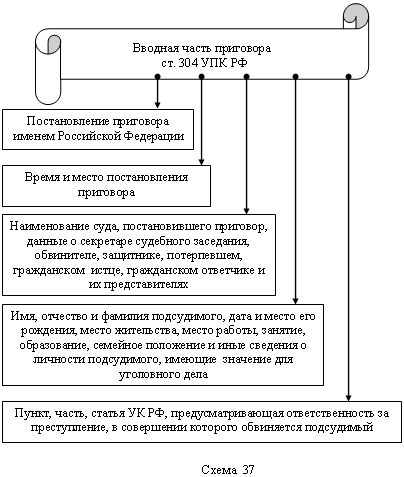 Вводная часть приговора
ст. 304 УПК РФ
Постановление приговора
именем Российской Федерации
Время и место постановления
приговора
Наименование суда, постановившего приговор,
данные о секретаре судебного заседания,
обвинителе, защитнике, потерпевшем,
гражданском истце, гражданском ответчике и
их представителях
Имя, отчество и фамилия подсудимого, дата и место его
рождения, место жительства, место работы, занятие,
образование, семейное положение и иные сведения о
личности подсудимого, имеющие значение для
уголовного дела
Пункт, часть, статья УК РФ, предусматривающая ответственность за
преступление, в совершении которого обвиняется подсудимый
Схема 37